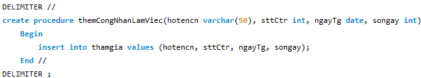 DELIMITER //
create procedure themCongNhanLamViec(hotencn varchar(50), sttCtr int, ngayTg date, songay int)
Begin
insert into thamgia values (hotencn, sttCtr, ngayTg, songay);
End //
DELIMITER ;